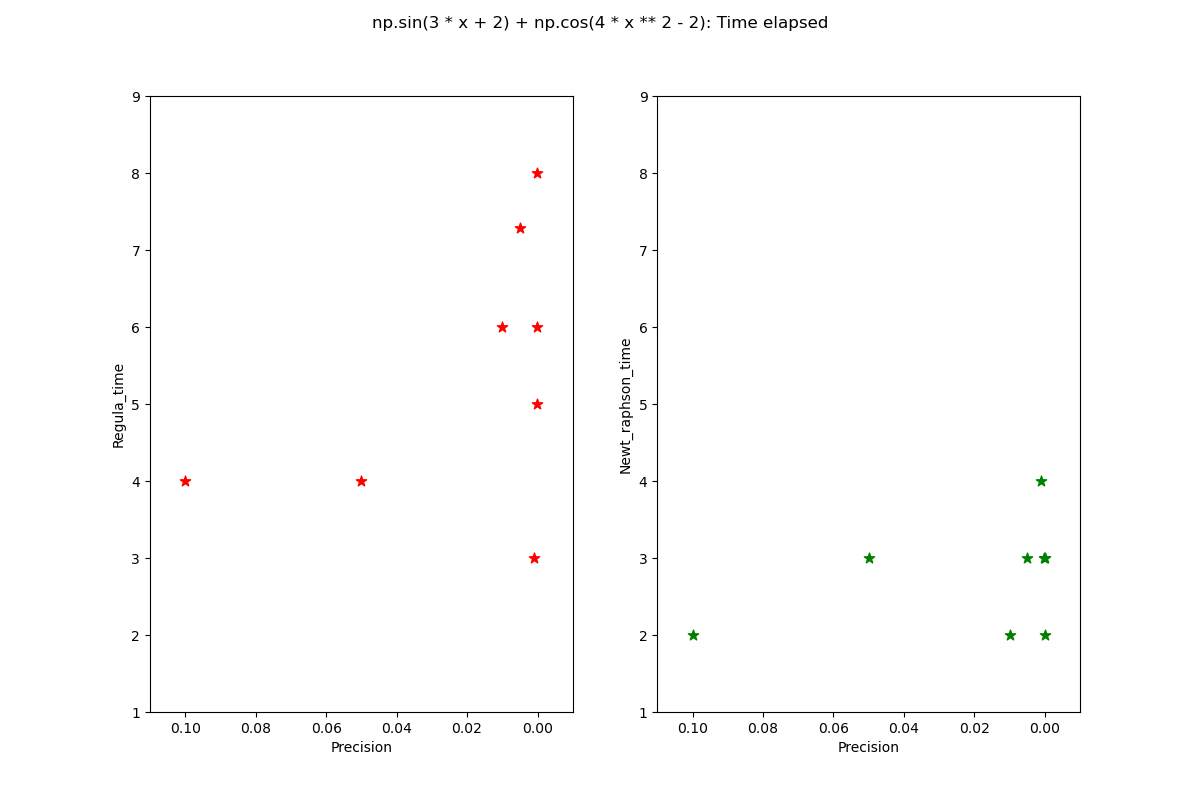 np.sin(3 * x + 2) + np.cos(4 * x ** 2 - 2): Time elapsed
9
8
7
6
5
4
3
2
1
Regula_time
0.10 0.08 0.06 0.04 0.02 0.00
Precision
9
8
7
6
5
4
3
2
1
Newt_raphson_time
0.10 0.08 0.06 0.04 0.02 0.00
Precision